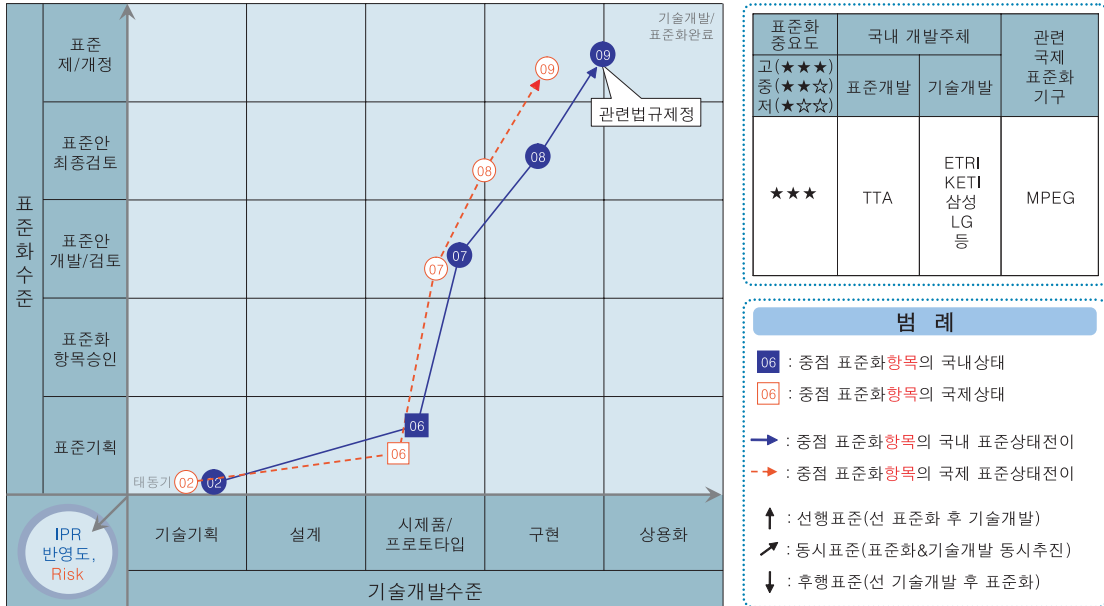 기술개발/
표준화완료
표준화수준
표준
제/개정
표준안
최종검토
표준안
개발/검토
표준화
항목승인
표준기획
09
09
관련법규제정
08
08
07
07
06
06
태동기
02
02
IPR
반영도,
Risk
기술기획
설계
시제품/
프로토타입
구현
상용화
기술개발수준
표준화
중요도
국내 개발주체
관련
국제
표준화
기구
고(★★★)
중(★★☆)
저(★☆☆)
표준개발
기술개발
★★★
TTA
ETRI
KETI
삼성
LG
등
MPEG
범 례
06 : 중점 표준화항목의 국내상태
06 : 중점 표준화항목의 국제상태
: 중점 표준화항목의 국내 표준상태전이
: 중점 표준화항목의 국제 표준상태전이
: 선행표준(선 표준화 후 기술개발)
: 동시표준(표준화&기술개발 동시추진)
: 후행표준(선 기술개발 후 표준화)